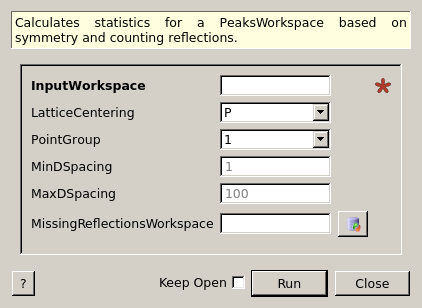 Calculates statistics for a PeaksWorkspace based on
symmetry and counting reflections.
InputWorkspace
LatticeCentering P
PointGroup 1
MinDSpacing 1
MaxDSpacing 100
MissingReflectionsWorkspace
? Keep Open Run Close